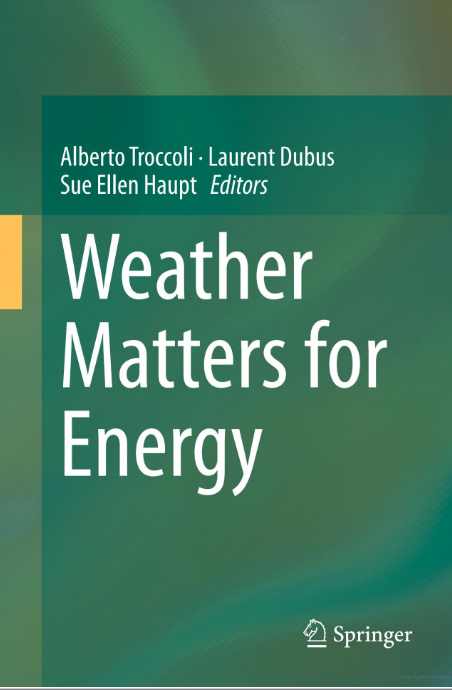 Alberto Troccoli · Laurent Dubus
Sue Ellen Haupt Editors
Weather
Matters for
Energy
Springer